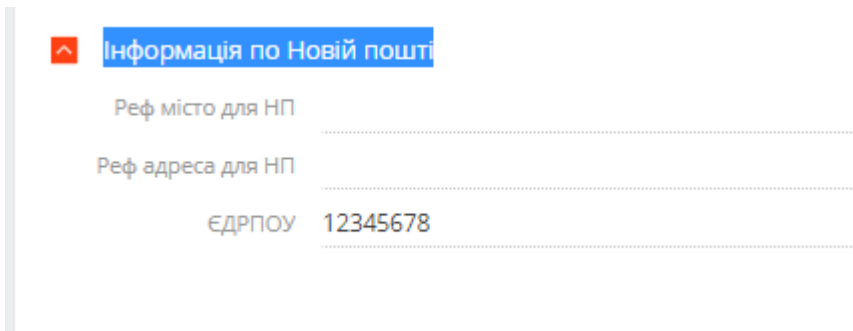 Інформація по Новій пошті
Реф місто для НП
Реф адреса для НП
ЄДРПОУ 12345678